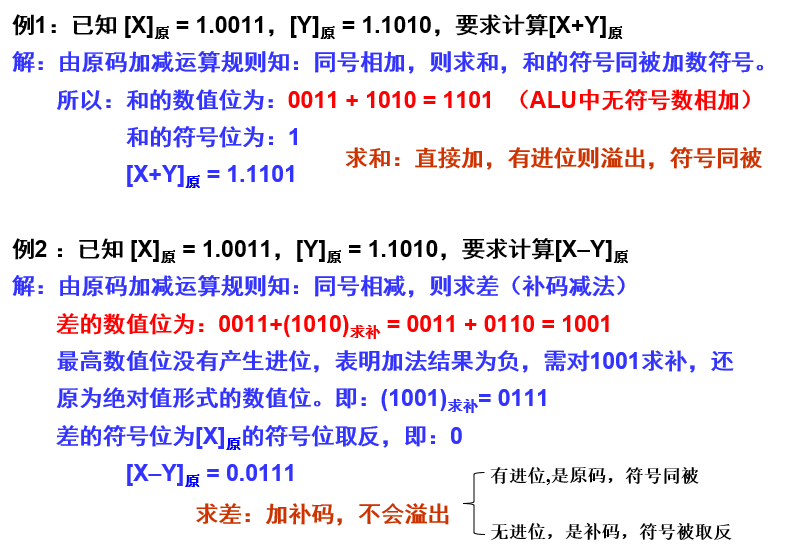 例1：已知 [X]原 = 1.0011，[Y]原 = 1.1010，要求计算[X+Y]原
解：由原码加减运算规则知：同号相加，则求和，和的符号同被加数符号。
所以：和的数值位为：0011 + 1010 = 1101 （ALU中无符号数相加）
和的符号位为：1
求和：直接加，有进位则溢出，符号同被
[X+Y]原 = 1.1101
例2 ：已知 [X]原 = 1.0011，[Y]原 = 1.1010，要求计算[X–Y]原
解：由原码加减运算规则知：同号相减，则求差（补码减法）
差的数值位为：0011+(1010)求补 = 0011 + 0110 = 1001
最高数值位没有产生进位，表明加法结果为负，需对1001求补，还
原为绝对值形式的数值位。即：(1001)求补= 0111
差的符号位为[X]原的符号位取反，即：0
[X–Y]原 = 0.0111
有进位,是原码，符号同被
求差：加补码，不会溢出
无进位，是补码，符号被取反